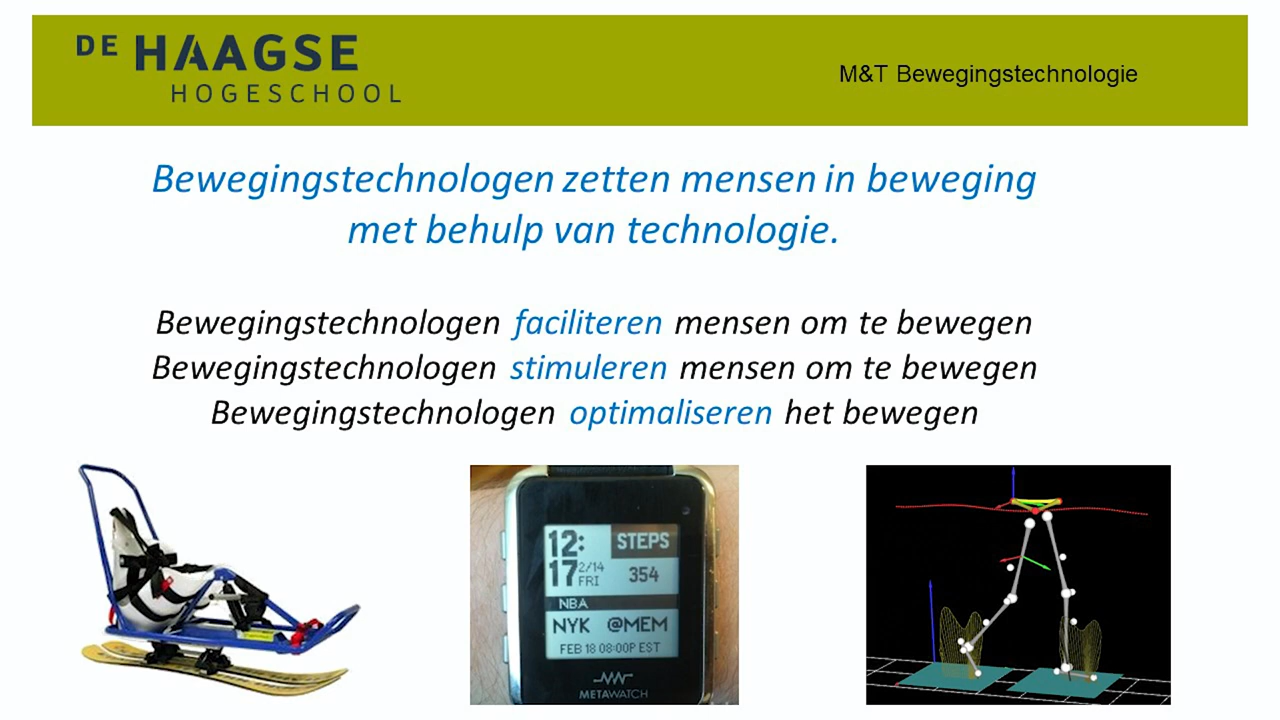 DE HAAGSE
HOGESCHOOL
M&T Bewegingstechnologie
Bewegingstechnologen zetten mensen in beweging
met behulp van technologie.
Bewegingstechnologen faciliteren mensen om te bewegen
Bewegingstechnologen stimuleren mensen om te bewegen
Bewegingstechnologen optimaliseren het bewegen
12:
17
2/14
FRI
STEPS
354
NBA
NYK @MEM
FEB 18 08:00P EST
METAWATCH